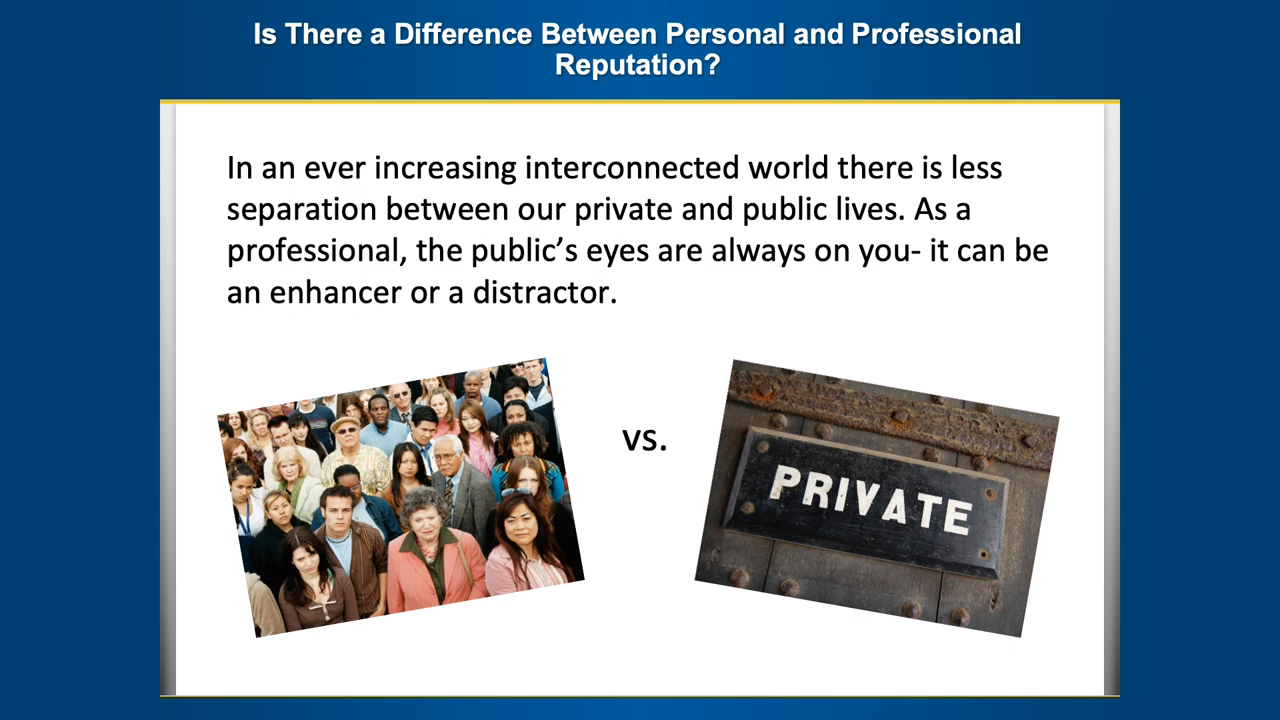 Is There a Difference Between Personal and Professional
Reputation?
In an ever increasing interconnected world there is less
separation between our private and public lives. As a
professional, the public’s eyes are always on you- it can be
an enhancer or a distractor.
vs.
PRIVATE